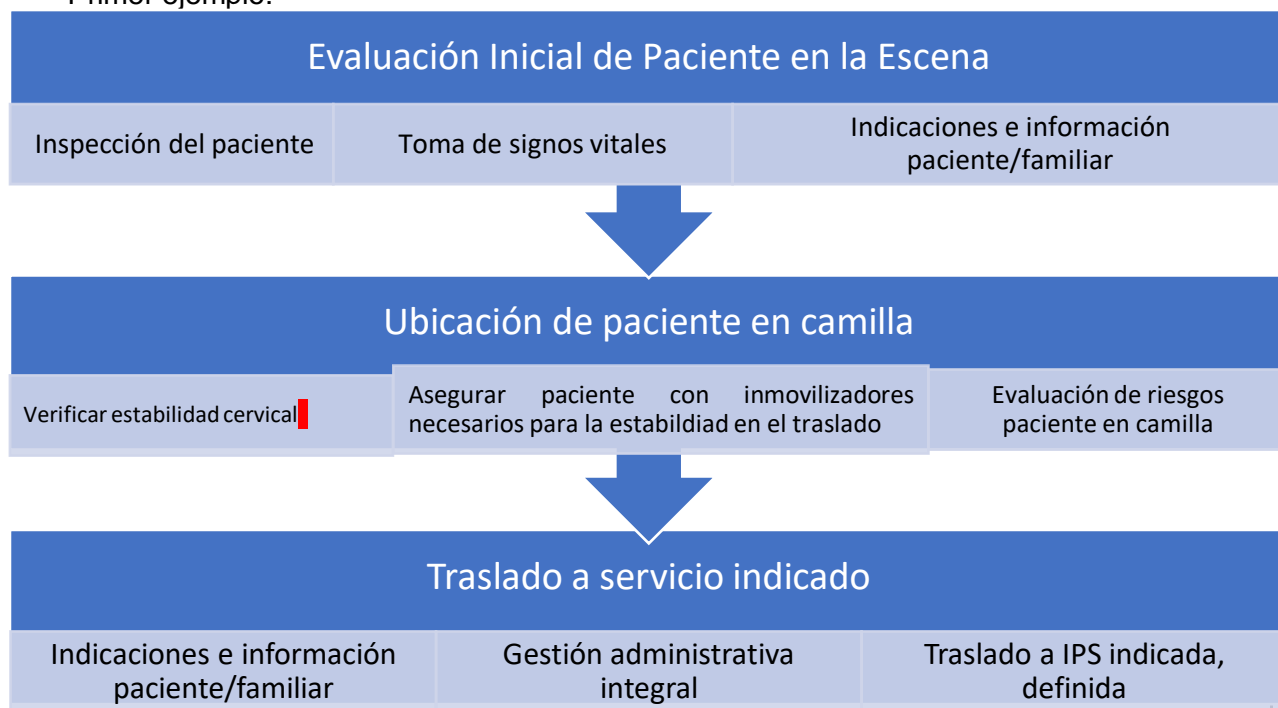 Primer ejemplo:
Evaluación Inicial de Paciente en la Escena
Inspección del paciente
Toma de signos vitales
Indicaciones e información
paciente/familiar
Ubicación de paciente en camilla
Verificar estabilidad cervical
Asegurar paciente con inmovilizadores
necesarios para la estabildiad en el traslado
Evaluación de riesgos
paciente en camilla
Traslado a servicio indicado
Indicaciones e información
paciente/familiar
Gestión administrativa
integral
Traslado a IPS indicada,
definida